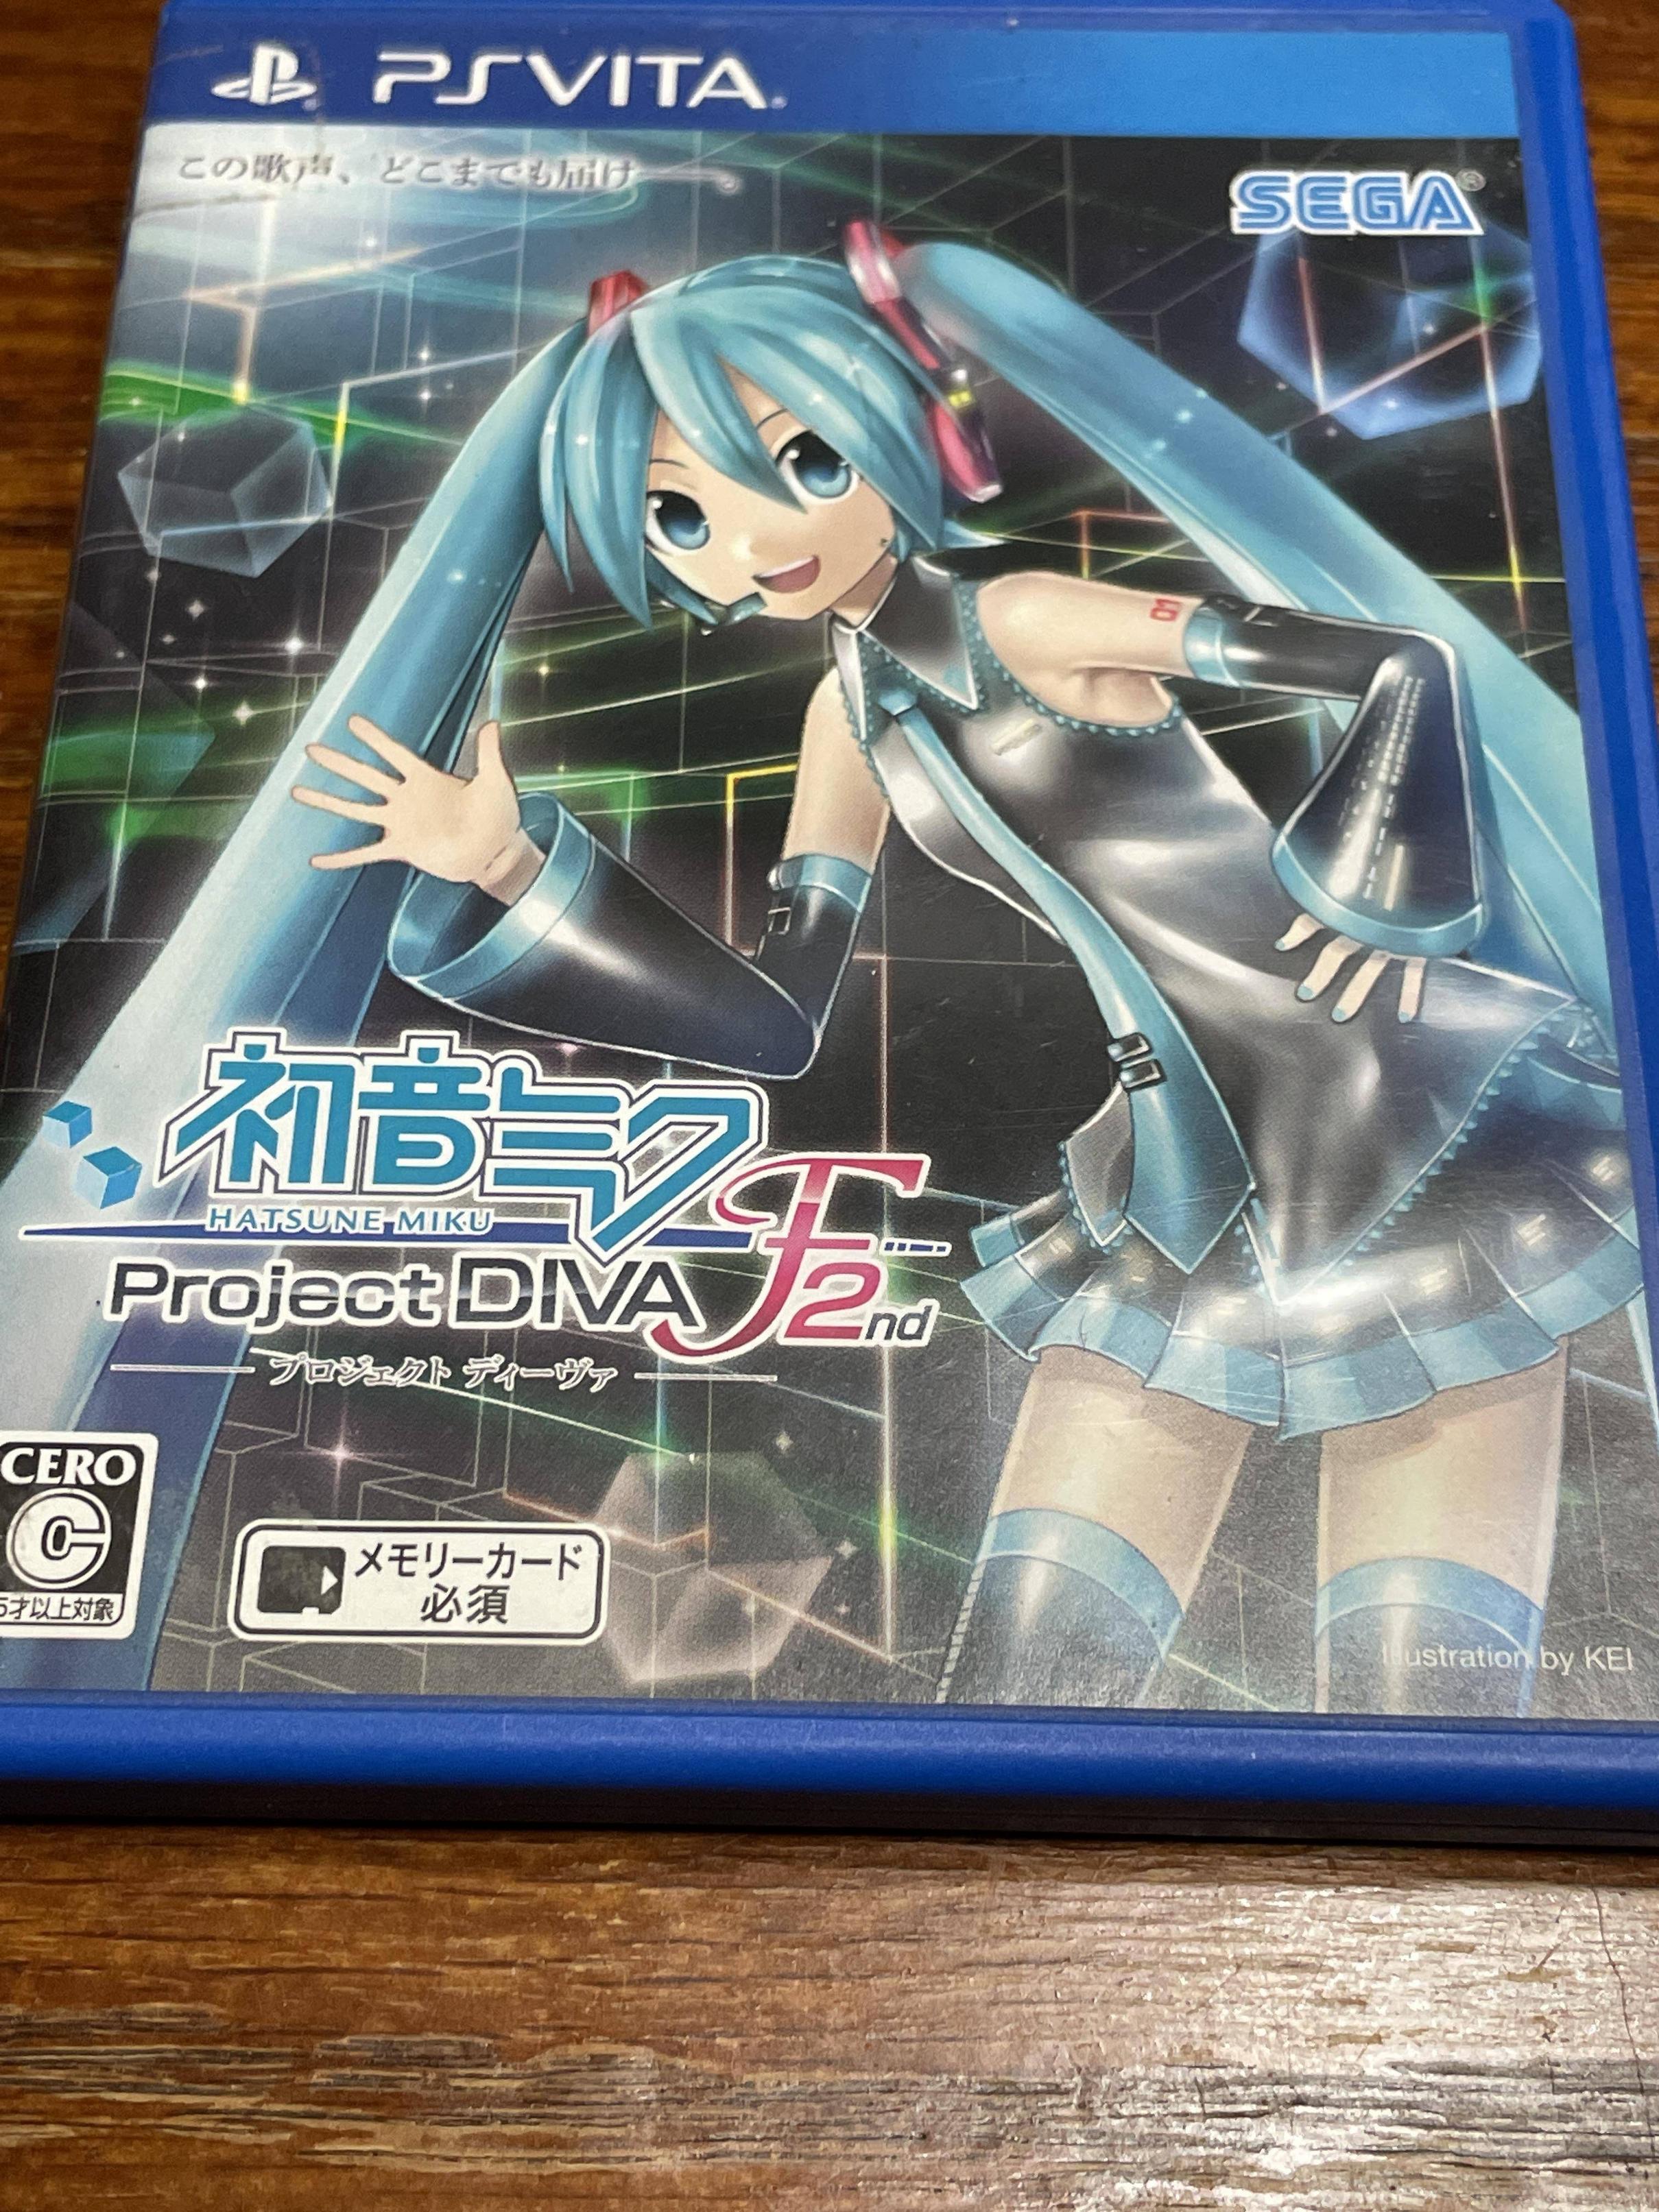 PSVITA
この歌声、どこまでも届け
SEGA
01
初音ミク
HATSUNE MIKU
Project DIVA F 2nd
プロジェクト ディーヴァ
CERO
C
5才以上対象
メモリーカード
必須
Illustration by KEI